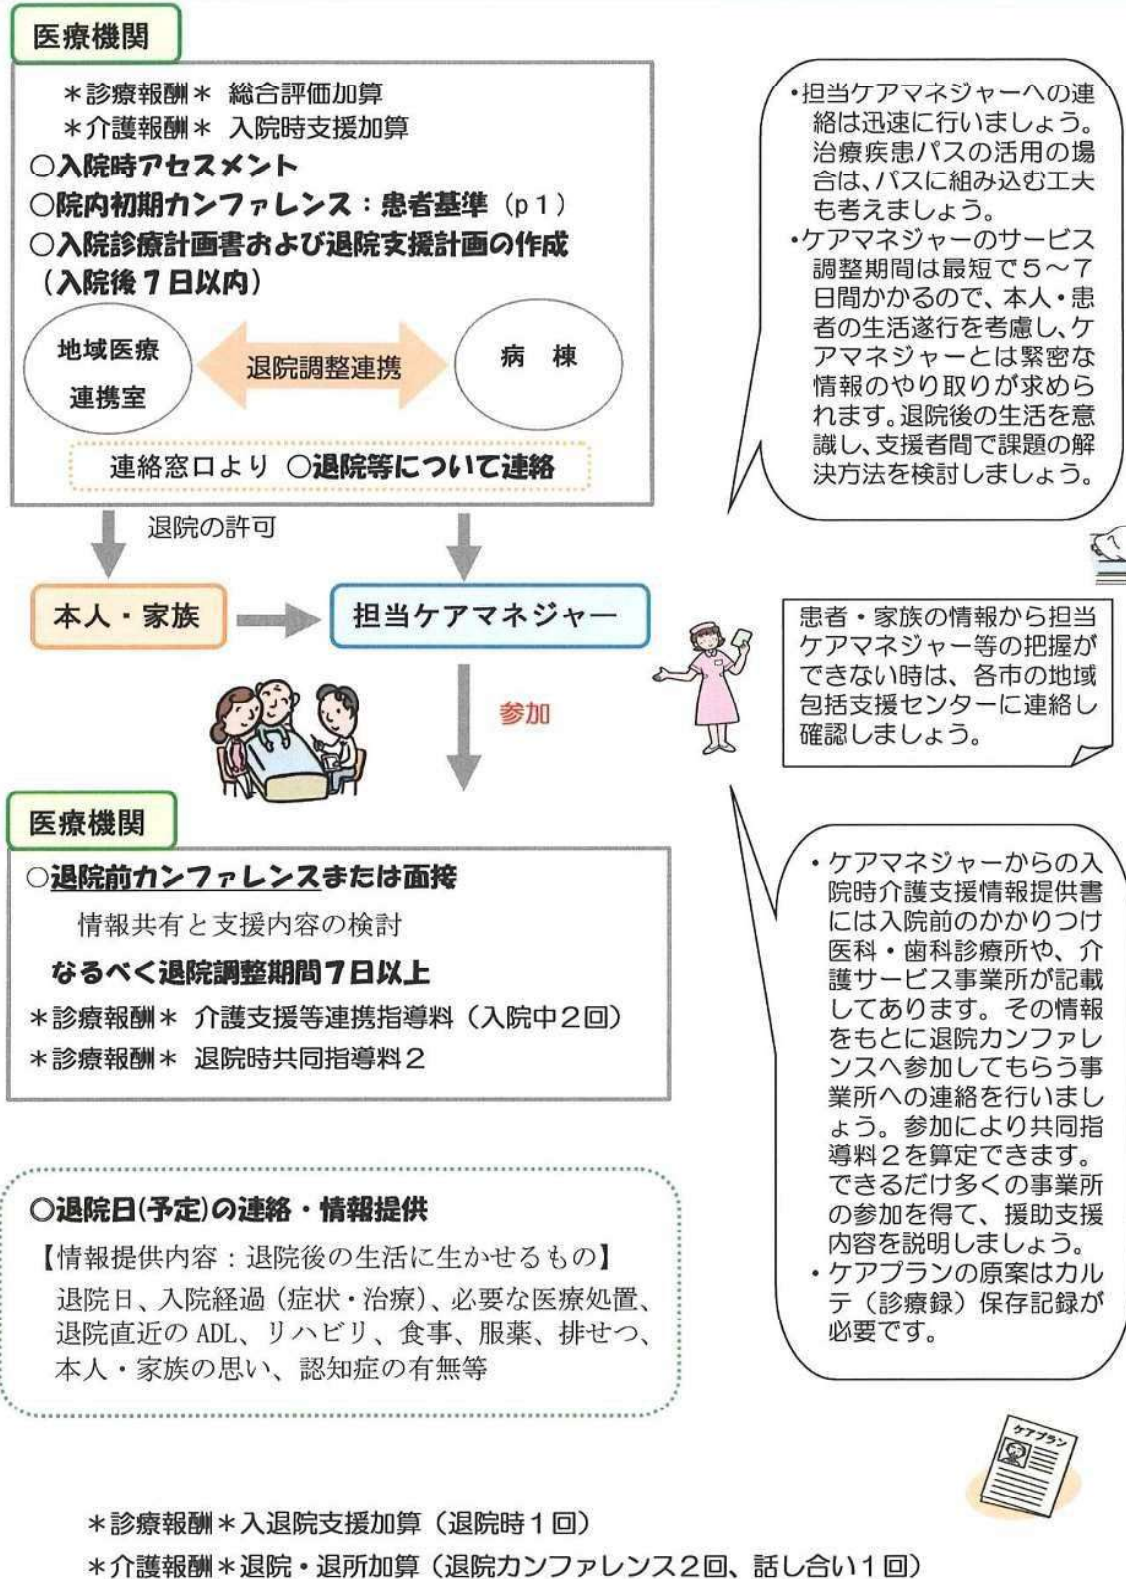 医療機関
＊診療報酬＊ 総合評価加算
＊介護報酬＊ 入院時支援加算
○入院時アセスメント
○院内初期カンファレンス：患者基準（p１）
○入院診療計画書および退院支援計画の作成
（入院後７日以内）
地域医療
連携室
退院調整連携
病 棟
連絡窓口より ○退院等について連絡
退院の許可
本人・家族
担当ケアマネジャー
参加
・担当ケアマネジャーへの連
絡は迅速に行いましょう。
治療疾患パスの活用の場
合は、パスに組み込む工夫
も考えましょう。
・ケアマネジャーのサービス
調整期間は最短で５～７
日間かかるので、本人・患
者の生活遂行を考慮し、ケ
アマネジャーとは緊密な
情報のやり取りが求めら
れます。退院後の生活を意
識し、支援者間で課題の解
決方法を検討しましょう。
患者・家族の情報から担当
ケアマネジャー等の把握が
できない時は、各市の地域
包括支援センターに連絡し
確認しましょう。
医療機関
○退院前カンファレンスまたは面接
情報共有と支援内容の検討
なるべく退院調整期間７日以上
＊診療報酬＊ 介護支援等連携指導料（入院中２回）
＊診療報酬＊ 退院時共同指導料２
・ケアマネジャーからの入
院時介護支援情報提供書
には入院前のかかりつけ
医科・歯科診療所や、介
護サービス事業所が記載
してあります。その情報
をもとに退院カンファレ
ンスへ参加してもらう事
業所への連絡を行いまし
ょう。参加により共同指
導料２を算定できます。
できるだけ多くの事業所
の参加を得て、援助支援
内容を説明しましょう。
・ケアプランの原案はカル
テ（診療録）保存記録が
必要です。
○退院日(予定)の連絡・情報提供
【情報提供内容：退院後の生活に生かせるもの】
退院日、入院経過（症状・治療）、必要な医療処置、
退院直近の ADL、リハビリ、食事、服薬、排せつ、
本人・家族の思い、認知症の有無等
ケアプラン
＊診療報酬＊入退院支援加算（退院時１回）
＊介護報酬＊退院・退所加算（退院カンファレンス２回、話し合い１回）